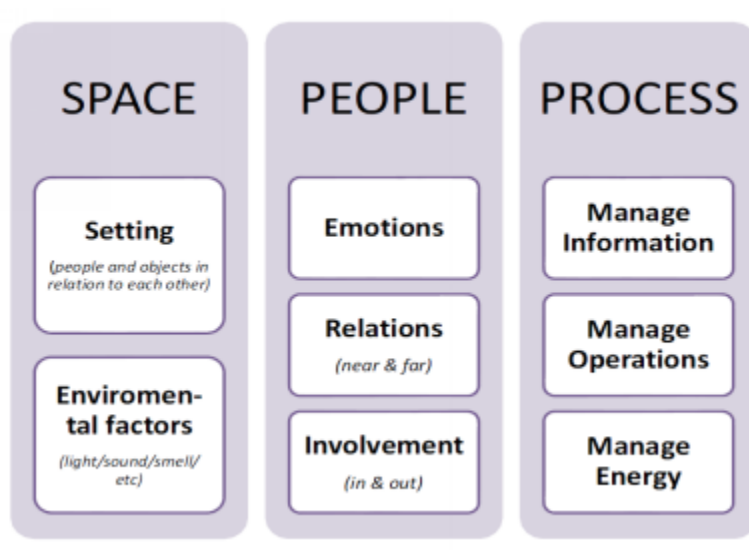 SPACE
Setting
(people and objects in
relation to each other)
Enviromen-
tal factors
(light/sound/smell/
etc)
PEOPLE
Emotions
Relations
(near & far)
Involvement
(in & out)
PROCESS
Manage
Information
Manage
Operations
Manage
Energy